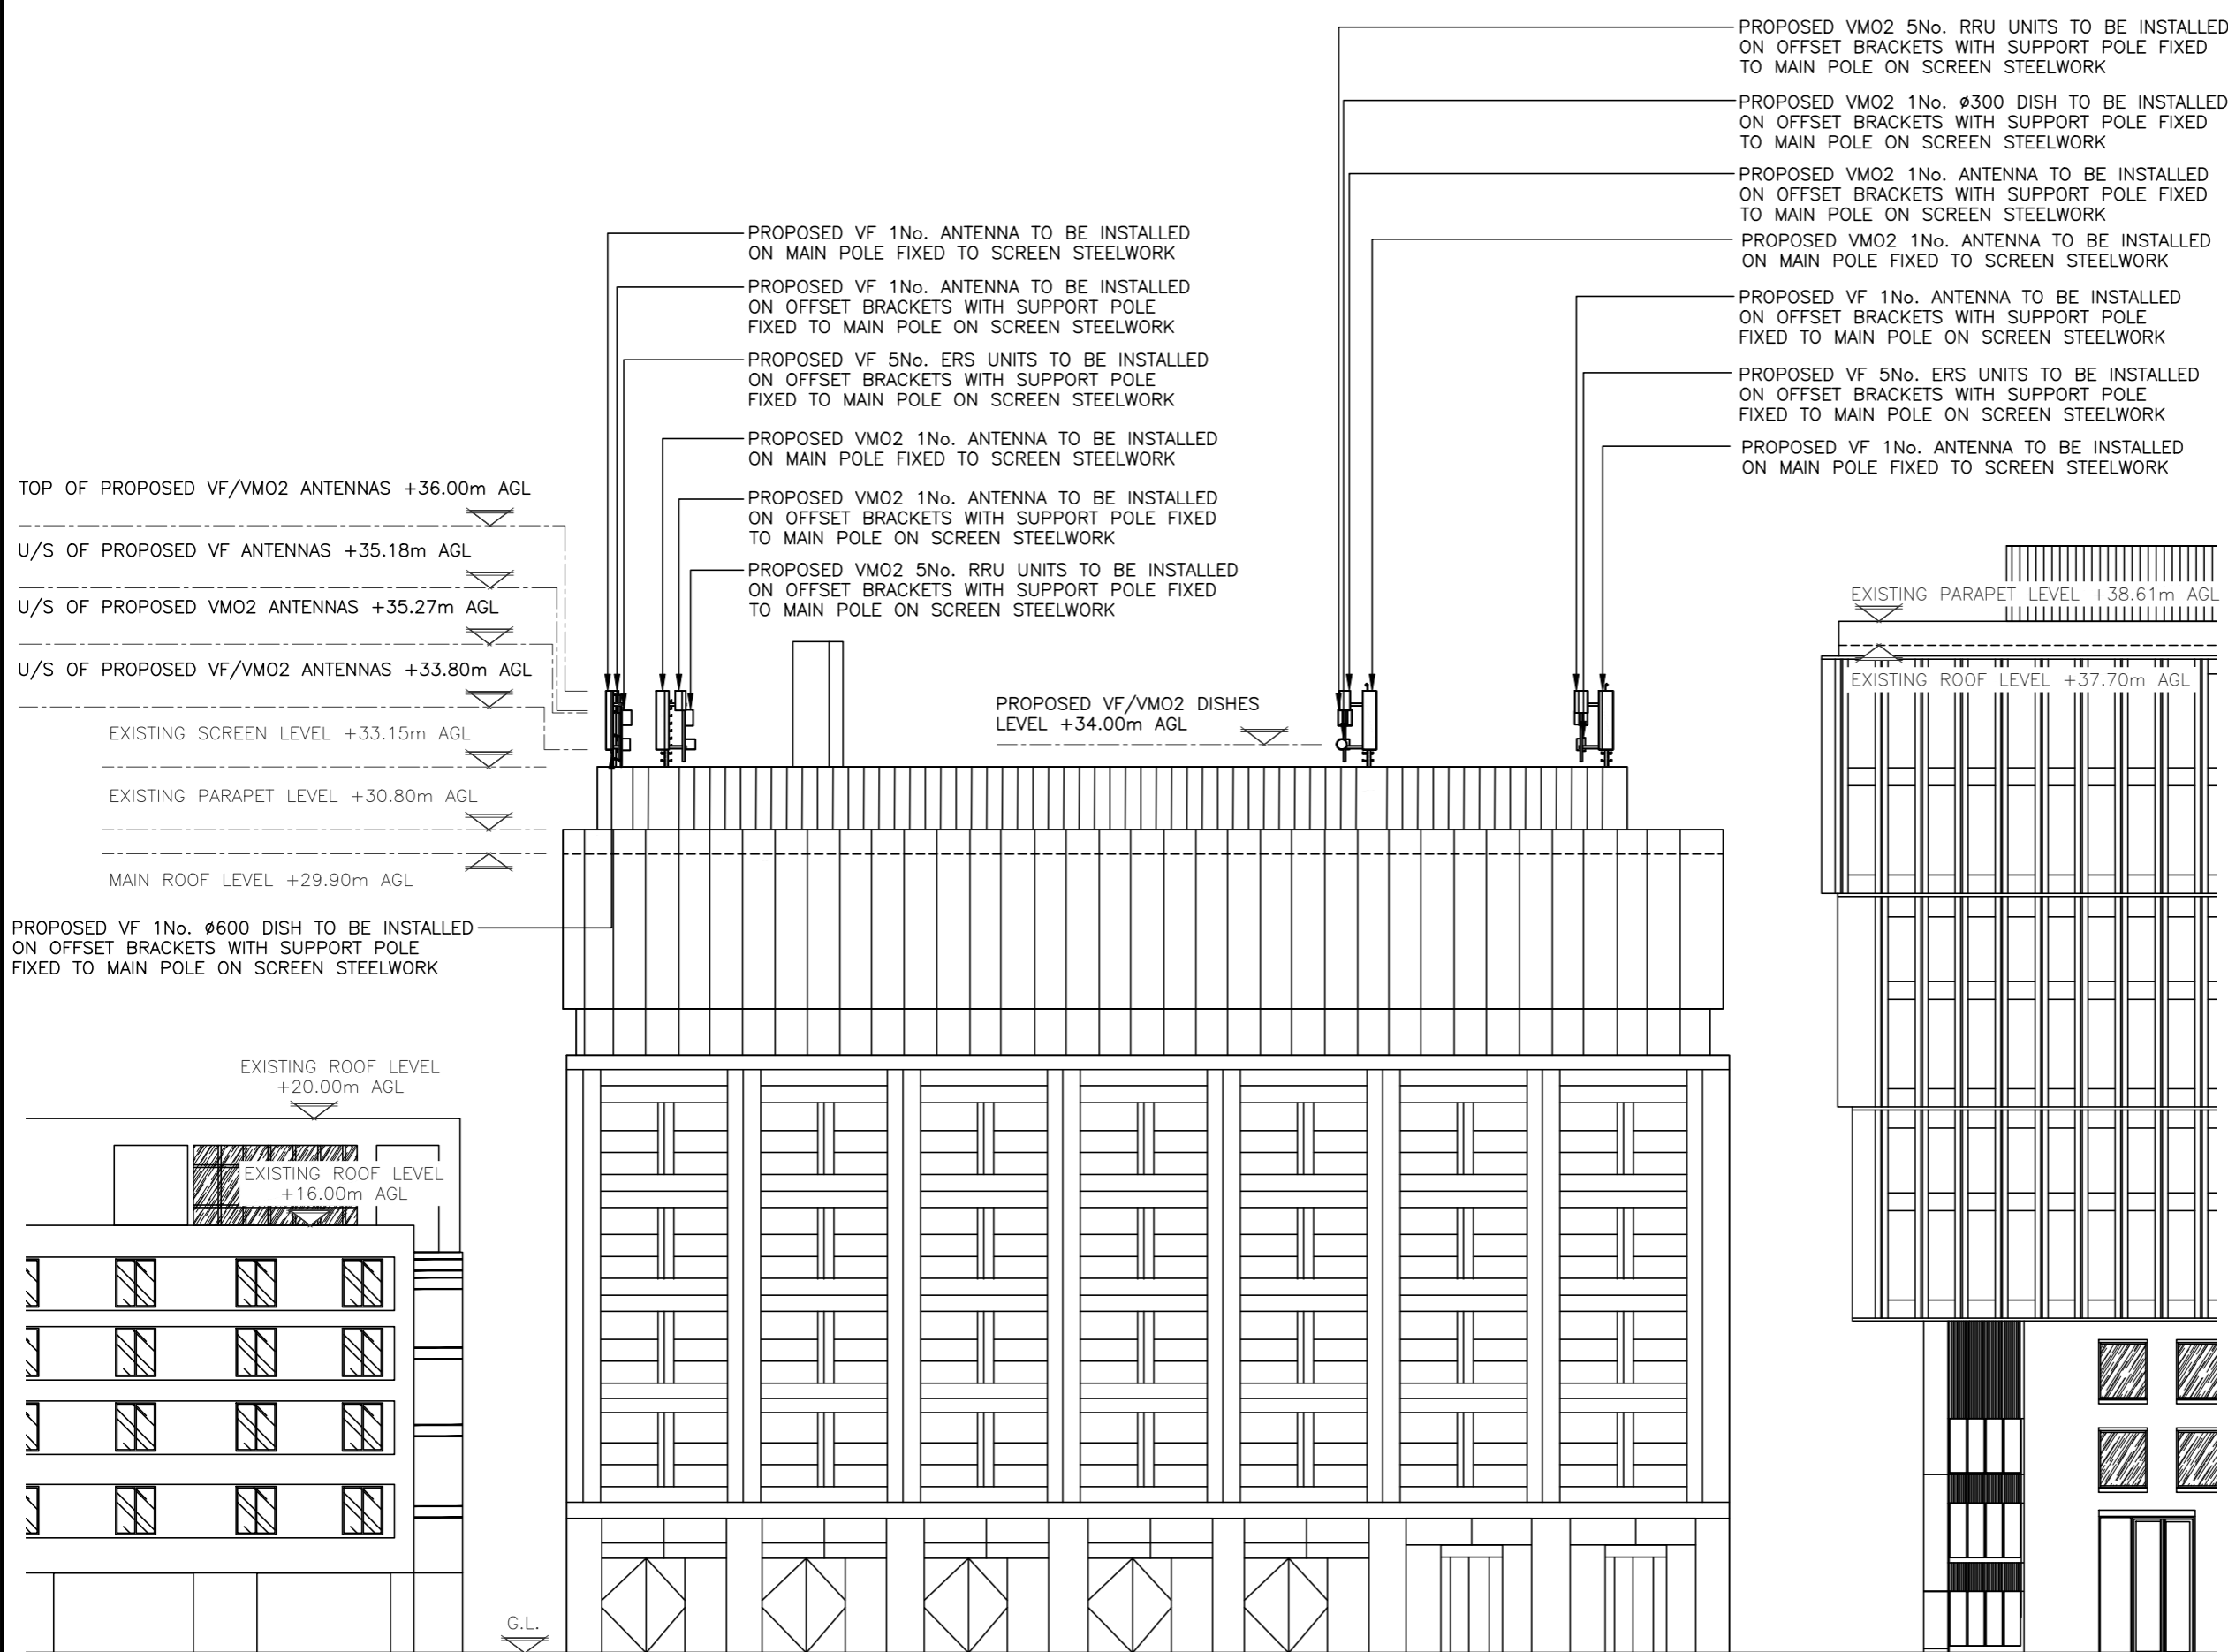 PROPOSED VMO2 5No. RRU UNITS TO BE INSTALLED
ON OFFSET BRACKETS WITH SUPPORT POLE FIXED
TO MAIN POLE ON SCREEN STEELWORK
PROPOSED VMO2 1No. ø300 DISH TO BE INSTALLED
ON OFFSET BRACKETS WITH SUPPORT POLE FIXED
TO MAIN POLE ON SCREEN STEELWORK
PROPOSED VMO2 1No. ANTENNA TO BE INSTALLED
ON OFFSET BRACKETS WITH SUPPORT POLE FIXED
TO MAIN POLE ON SCREEN STEELWORK
PROPOSED VMO2 1No. ANTENNA TO BE INSTALLED
ON MAIN POLE FIXED TO SCREEN STEELWORK
PROPOSED VF 1No. ANTENNA TO BE INSTALLED
ON OFFSET BRACKETS WITH SUPPORT POLE
FIXED TO MAIN POLE ON SCREEN STEELWORK
PROPOSED VF 5No. ERS UNITS TO BE INSTALLED
ON OFFSET BRACKETS WITH SUPPORT POLE
FIXED TO MAIN POLE ON SCREEN STEELWORK
PROPOSED VF 1No. ANTENNA TO BE INSTALLED
ON MAIN POLE FIXED TO SCREEN STEELWORK
PROPOSED VF 1No. ANTENNA TO BE INSTALLED
ON MAIN POLE FIXED TO SCREEN STEELWORK
PROPOSED VF 1No. ANTENNA TO BE INSTALLED
ON OFFSET BRACKETS WITH SUPPORT POLE
FIXED TO MAIN POLE ON SCREEN STEELWORK
PROPOSED VF 5No. ERS UNITS TO BE INSTALLED
ON OFFSET BRACKETS WITH SUPPORT POLE
FIXED TO MAIN POLE ON SCREEN STEELWORK
PROPOSED VMO2 1No. ANTENNA TO BE INSTALLED
ON MAIN POLE FIXED TO SCREEN STEELWORK
PROPOSED VMO2 1No. ANTENNA TO BE INSTALLED
ON OFFSET BRACKETS WITH SUPPORT POLE FIXED
TO MAIN POLE ON SCREEN STEELWORK
PROPOSED VMO2 5No. RRU UNITS TO BE INSTALLED
ON OFFSET BRACKETS WITH SUPPORT POLE FIXED
TO MAIN POLE ON SCREEN STEELWORK
TOP OF PROPOSED VF/VMO2 ANTENNAS +36.00m AGL
U/S OF PROPOSED VF ANTENNAS +35.18m AGL
U/S OF PROPOSED VMO2 ANTENNAS +35.27m AGL
U/S OF PROPOSED VF/VMO2 ANTENNAS +33.80m AGL
EXISTING SCREEN LEVEL +33.15m AGL
EXISTING PARAPET LEVEL +30.80m AGL
MAIN ROOF LEVEL +29.90m AGL
PROPOSED VF 1No. ø600 DISH TO BE INSTALLED
ON OFFSET BRACKETS WITH SUPPORT POLE
FIXED TO MAIN POLE ON SCREEN STEELWORK
PROPOSED VF/VMO2 DISHES
LEVEL +34.00m AGL
EXISTING PARAPET LEVEL +38.61m AGL
EXISTING ROOF LEVEL +37.70m AGL
EXISTING ROOF LEVEL
+20.00m AGL
EXISTING ROOF LEVEL
+16.00m AGL
G.L.